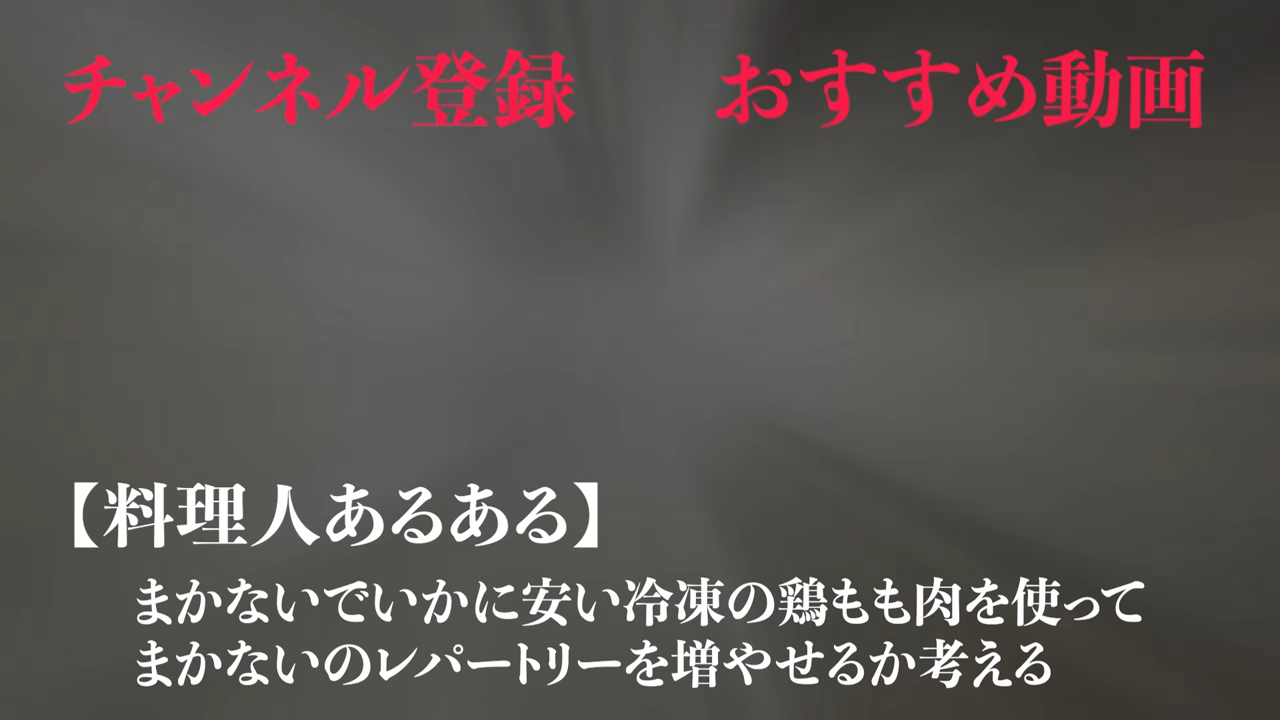 チャンネル登録
おすすめ動画
【料理人あるある】
まかないでいかに安い冷凍の鶏もも肉を使って
まかないのレパートリーを増やせるか考える